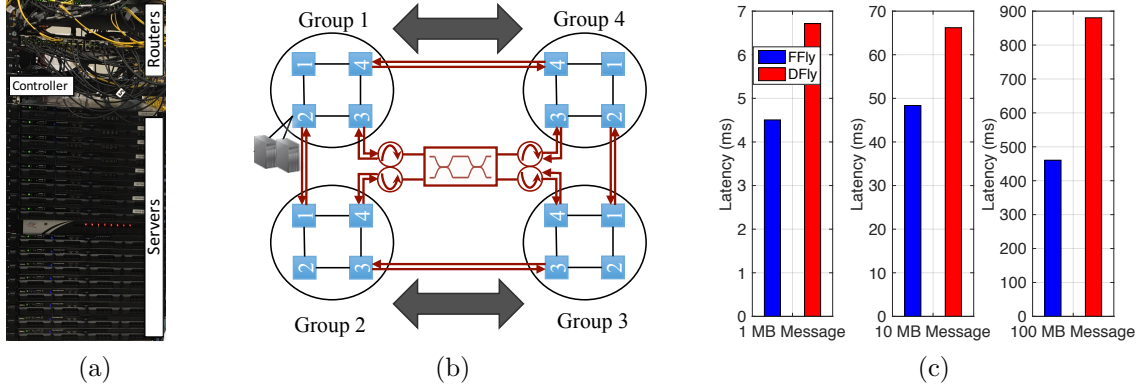 Routers
Controller
Servers
(a)
Group 1
Group 4
1 4
2 3
4 1
3 2
1 4
2 3
4 1
3 2
Group 2
Group 3
(b)
7
6
5
4
3
2
1
0
Latency (ms)
1 MB Message
FFly
DFly
70
60
50
40
30
20
10
0
Latency (ms)
10 MB Message
900
800
700
600
500
400
300
200
100
0
Latency (ms)
100 MB Message
(c)